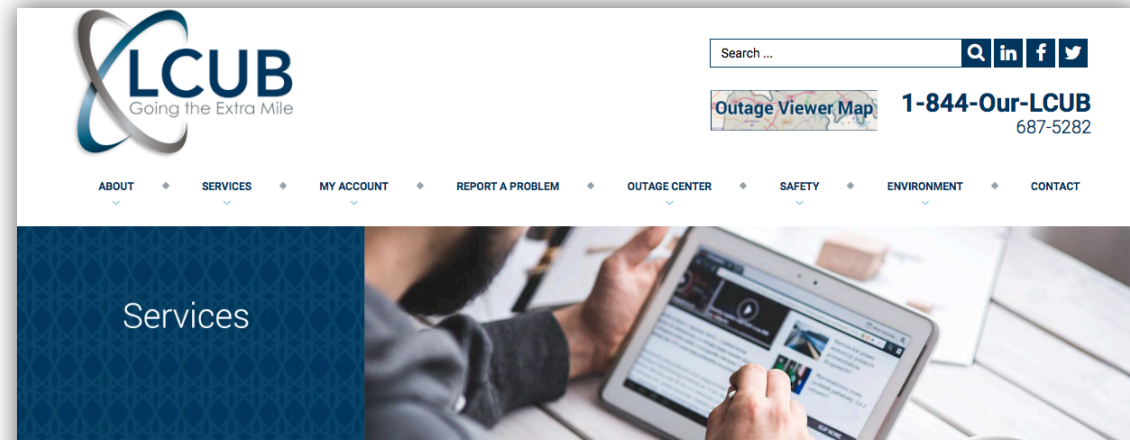 LCUB
Going the Extra Mile
Search ...
in f
Outage Viewer Map
1-844-Our-LCUB
687-5282
ABOUT SERVICES MY ACCOUNT REPORT A PROBLEM OUTAGE CENTER SAFETY ENVIRONMENT CONTACT
Services